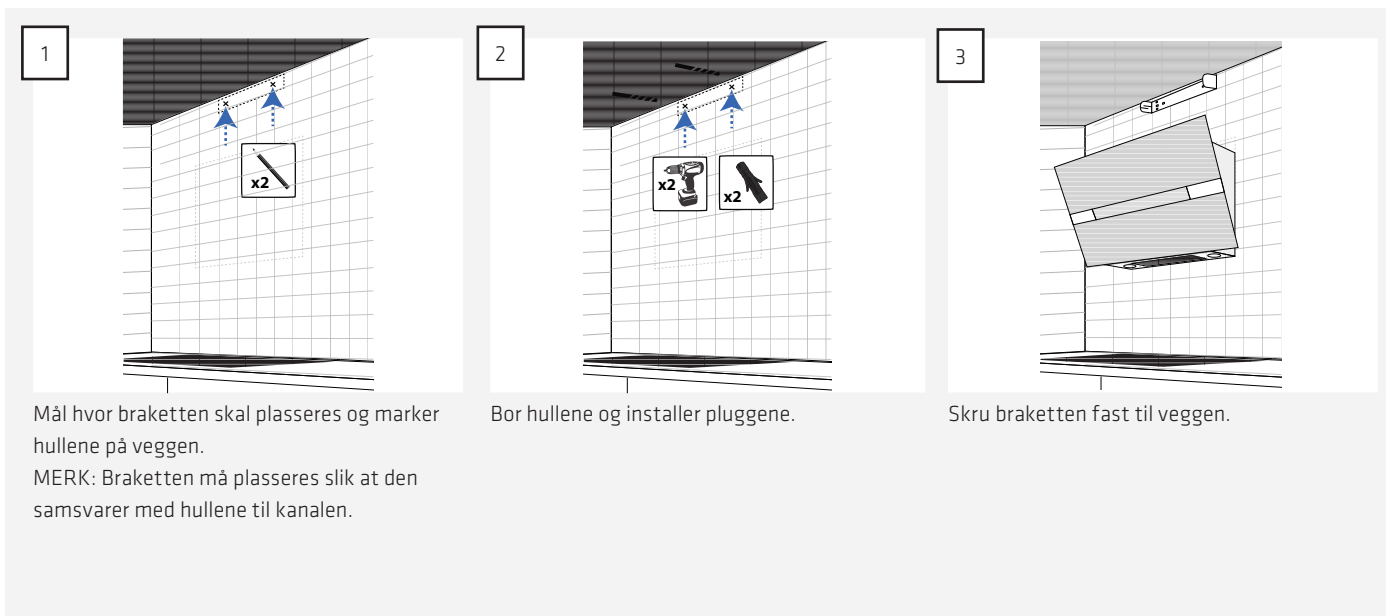 1
x2
Mål hvor braketten skal plasseres og marker
hullene på veggen.
MERK: Braketten må plasseres slik at den
samsvarer med hullene til kanalen.
2
x2
x2
Bor hullene og installer pluggene.
3
Skru braketten fast til veggen.